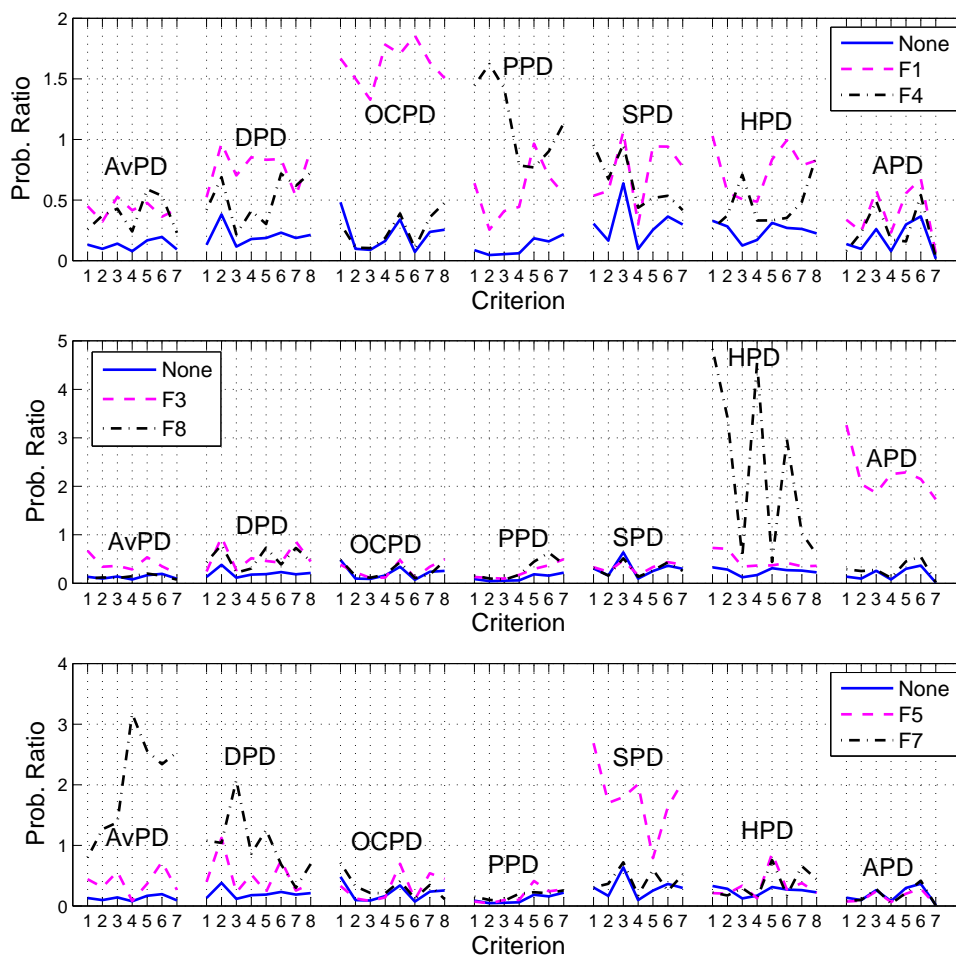 2
1.5
1
0.5
0
Prob. Ratio
AvPD
DPD
OCPD
PPD
SPD
HPD
APD
None
F1
F4
1 2 3 4 5 6 7 1 2 3 4 5 6 7 8 1 2 3 4 5 6 7 8 1 2 3 4 5 6 7 1 2 3 4 5 6 7 1 2 3 4 5 6 7 8 1 2 3 4 5 6 7
Criterion
5
4
3
2
1
0
Prob. Ratio
None
F3
F8
AvPD
DPD
OCPD
PPD
SPD
HPD
APD
1 2 3 4 5 6 7 1 2 3 4 5 6 7 8 1 2 3 4 5 6 7 8 1 2 3 4 5 6 7 1 2 3 4 5 6 7 1 2 3 4 5 6 7 8 1 2 3 4 5 6 7
Criterion
4
3
2
1
0
Prob. Ratio
AvPD
DPD
OCPD
PPD
SPD
HPD
APD
None
F5
F7
1 2 3 4 5 6 7 1 2 3 4 5 6 7 8 1 2 3 4 5 6 7 8 1 2 3 4 5 6 7 1 2 3 4 5 6 7 1 2 3 4 5 6 7 8 1 2 3 4 5 6 7
Criterion